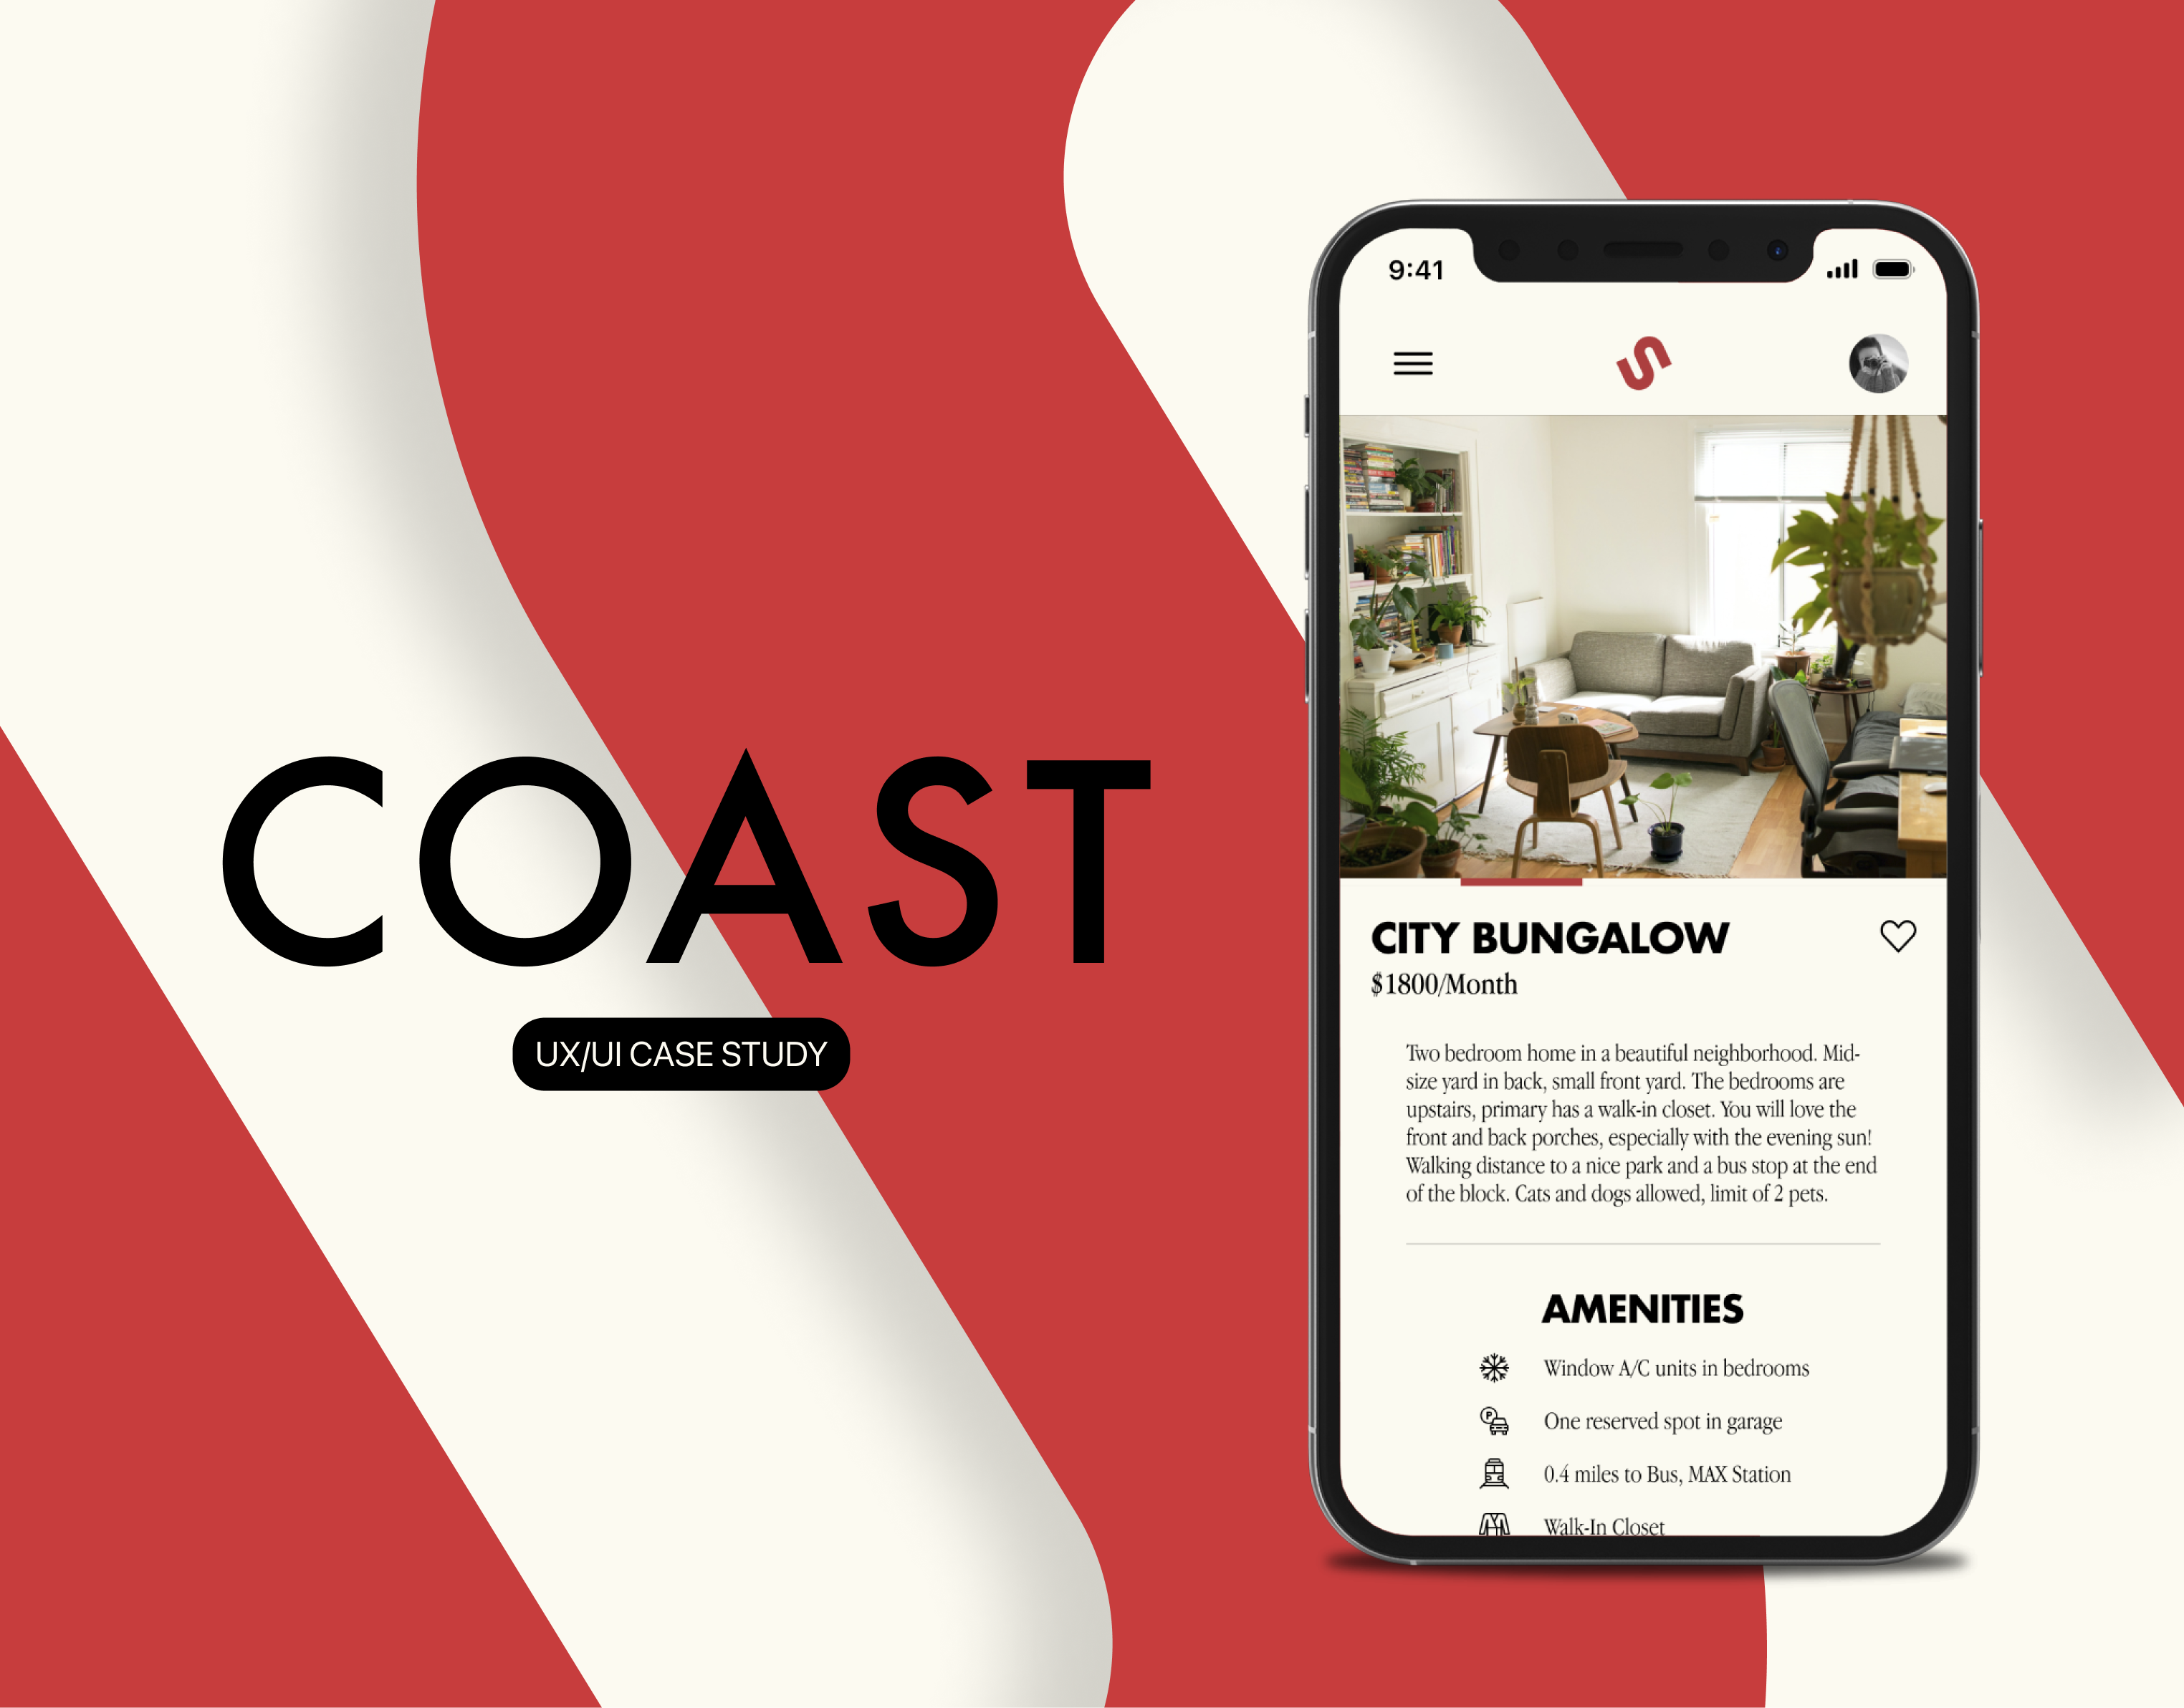 COAST
UX/UI CASE STUDY
9:41
CITY BUNGALOW
$1800/Month
Two bedroom home in a beautiful neighborhood. Mid-
size yard in back, small front yard. The bedrooms are
upstairs, primary has a walk-in closet. You will love the
front and back porches, especially with the evening sun!
Walking distance to a nice park and a bus stop at the end
of the block. Cats and dogs allowed, limit of 2 pets.
AMENITIES
Window A/C units in bedrooms
P
One reserved spot in garage
0.4 miles to Bus, MAX Station
Walk-In Closet